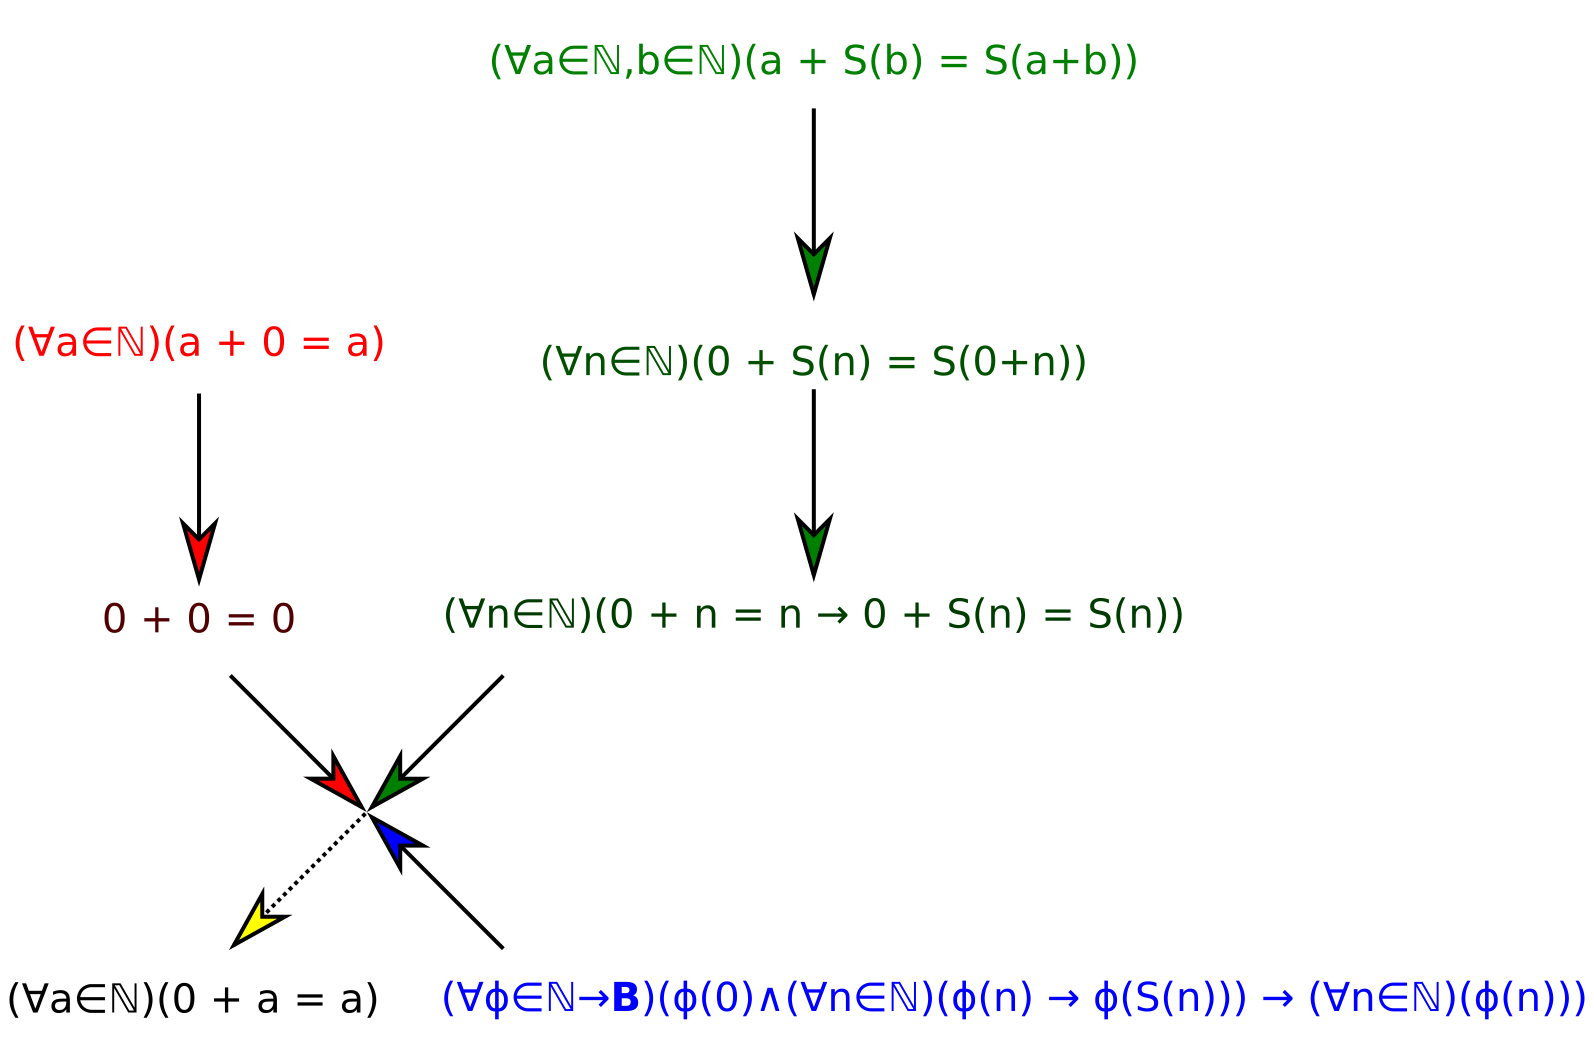 (∀a∈ℕ,b∈ℕ)(a + S(b) = S(a+b))
(∀a∈ℕ)(a + 0 = a)
(∀n∈ℕ)(0 + S(n) = S(0+n))
0 + 0 = 0
(∀n∈ℕ)(0 + n = n → 0 + S(n) = S(n))
(∀a∈ℕ)(0 + a = a)
(∀ϕ∈ℕ→B)(ϕ(0)∧(∀n∈ℕ)(ϕ(n) → ϕ(S(n))) → (∀n∈ℕ)(ϕ(n)))